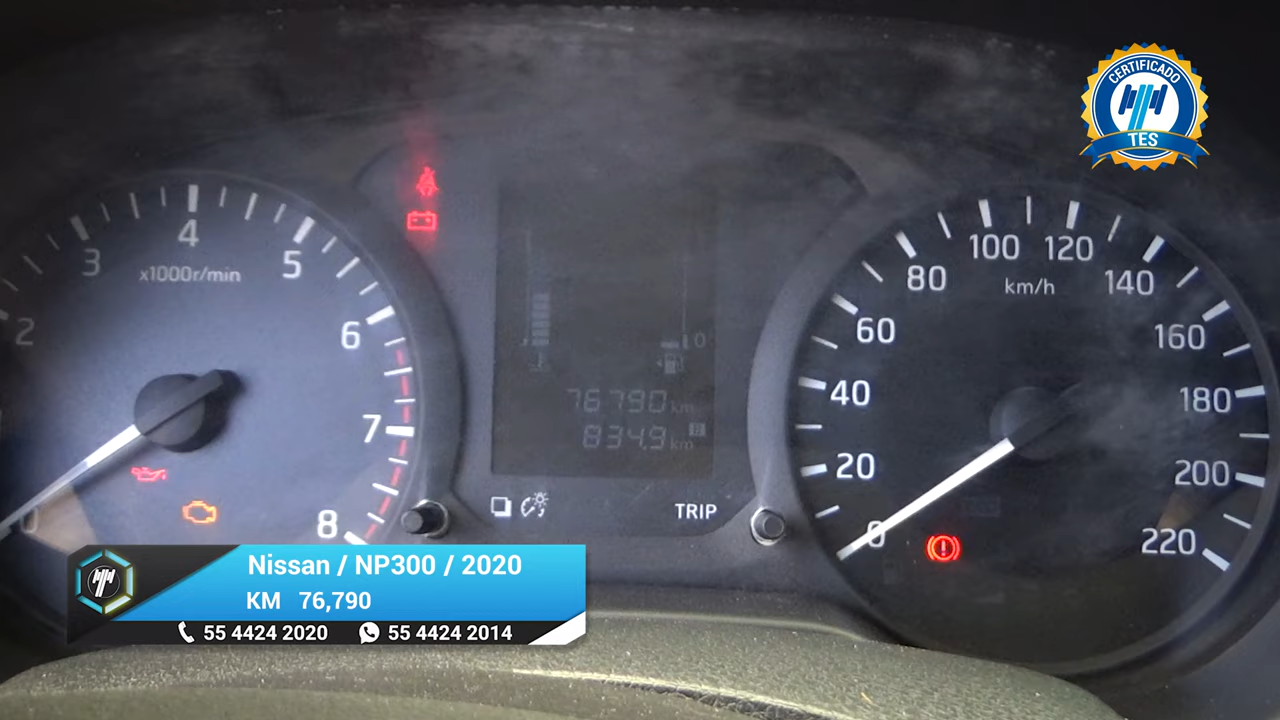 CERTIFICADO
TES
2
3
4
5
6
7
8
0
x1000r/min
76790 km
834.9 km
TRIP
0
20
40
60
80
100
120
140
160
180
200
220
km/h
Nissan / NP300 / 2020
KM 76,790
55 4424 2020 55 4424 2014